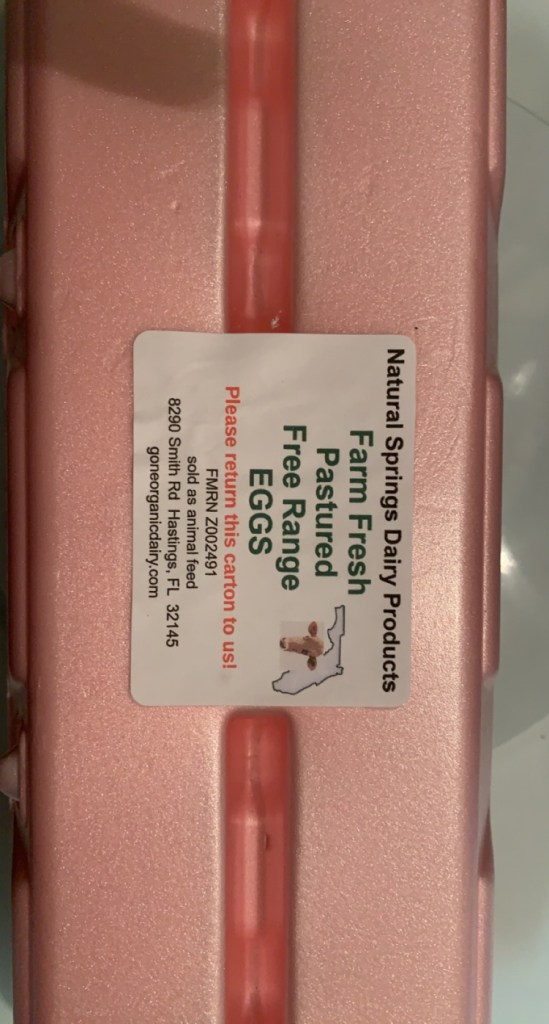 Natural Springs Dairy Products
Farm Fresh
Pastured
Free Range
EGGS
Please return this carton to us!
FMRN Z002491
sold as animal feed
8290 Smith Rd Hastings, FL 32145
goneorganicdairy.com